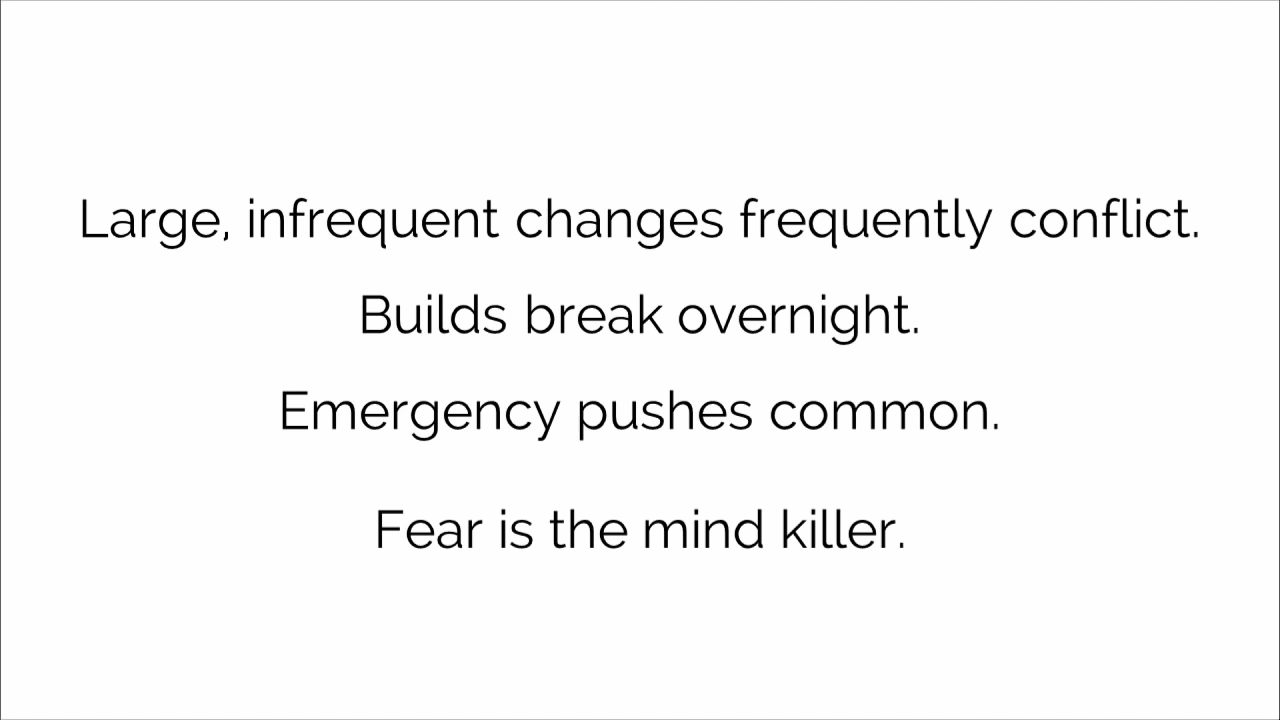 Large, infrequent changes frequently conflict.
Builds break overnight.
Emergency pushes common.
Fear is the mind killer.